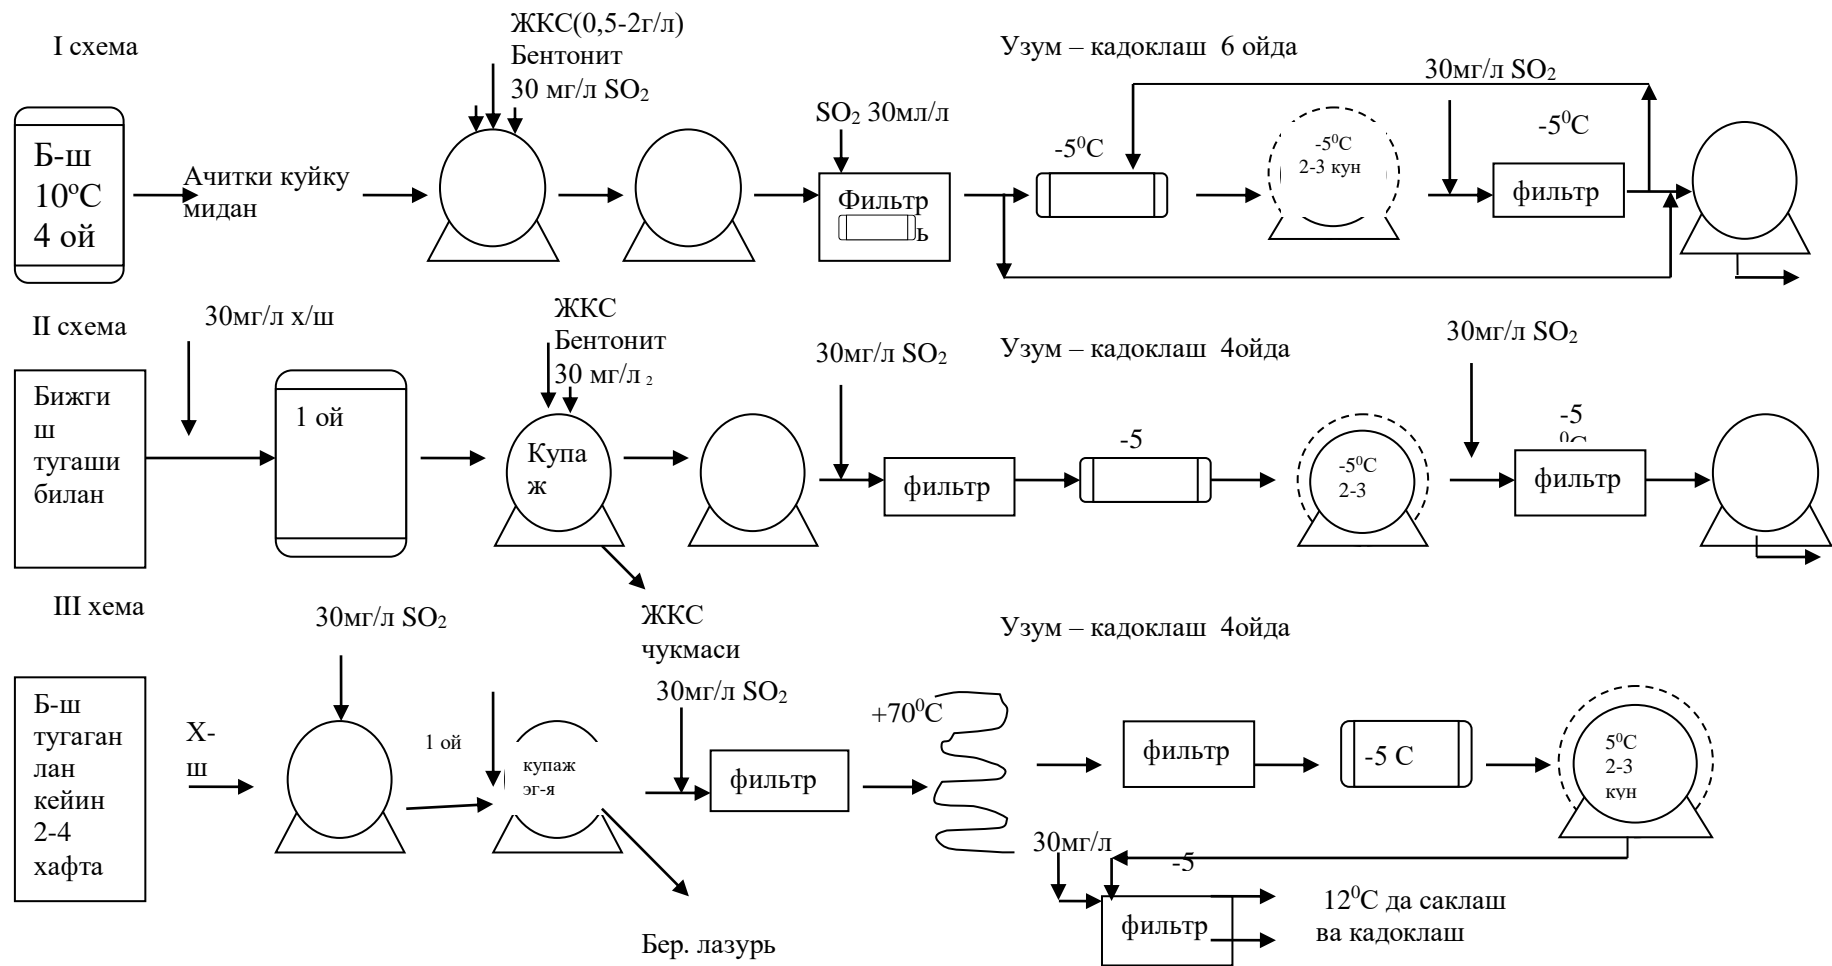 I схема
ЖКС(0,5-2г/л)
Бентонит
30 мг/л SO₂
Узум – кадоклаш 6 ойда
30мг/л SO₂
SO₂ 30мл/л
-5⁰С
-5⁰С
Б-ш
10ºС
4 ой
Ачитки куйку
мидан
Фильтр
ь
-5⁰С
2-3 кун
фильтр
II схема
30мг/л х/ш
ЖКС
Бентонит
30 мг/л ₂
30мг/л SO₂
Узум – кадоклаш 4ойда
30мг/л SO₂
Бижги
ш
тугаши
билан
1 ой
Купа
ж
фильтр
-5
-5⁰С
2-3
-5
⁰С
фильтр
III хема
30мг/л SO₂
ЖКС
чукмаси
30мг/л SO₂
Узум – кадоклаш 4ойда
Б-ш
тугаган
лан
кейин
2-4
хафта
Х-
ш
1 ой
купаж
эг-я
фильтр
+70⁰С
фильтр
-5 С
5⁰С
2-3
кун
30мг/л
-5
фильтр
12⁰С да саклаш
ва кадоклаш
Бер. лазурь